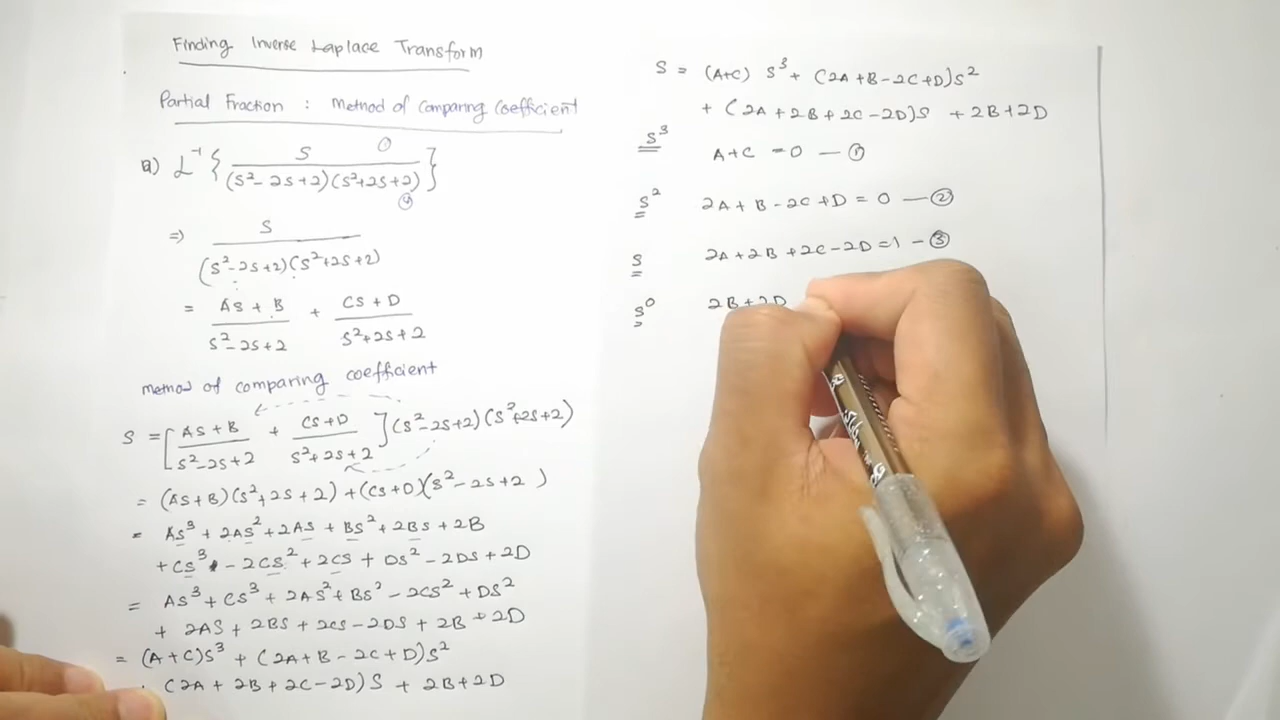 Finding Inverse Laplace Transform
Partial Fraction : Method of Comparing Coefficient
a) L⁻¹ { s / (s² - 2s + 2)(s² + 2s + 2) }
=> s / (s² - 2s + 2)(s² + 2s + 2)
= As + B / s² - 2s + 2 + Cs + D / s² + 2s + 2
method of comparing coefficient
s = [ As + B / s² - 2s + 2 + Cs + D / s² + 2s + 2 ] (s² - 2s + 2)(s² + 2s + 2)
= (As + B)(s² + 2s + 2) + (Cs + D)(s² - 2s + 2)
= As³ + 2As² + 2As + Bs² + 2Bs + 2B
+ Cs³ - 2Cs² + 2Cs + Ds² - 2Ds + 2D
= As³ + Cs³ + 2As² + Bs² - 2Cs² + Ds²
+ 2As + 2Bs + 2Cs - 2Ds + 2B + 2D
= (A + C)s³ + (2A + B - 2C + D)s²
(2A + 2B + 2C - 2D)s + 2B + 2D
s = (A+C) s³ + (2A + B - 2C + D)s²
+ (2A + 2B + 2C - 2D)s + 2B + 2D
s³ A + C = 0 — ①
s² 2A + B - 2C + D = 0 — ②
s 2A + 2B + 2C - 2D = 1 — ③
s⁰ 2B + 2D